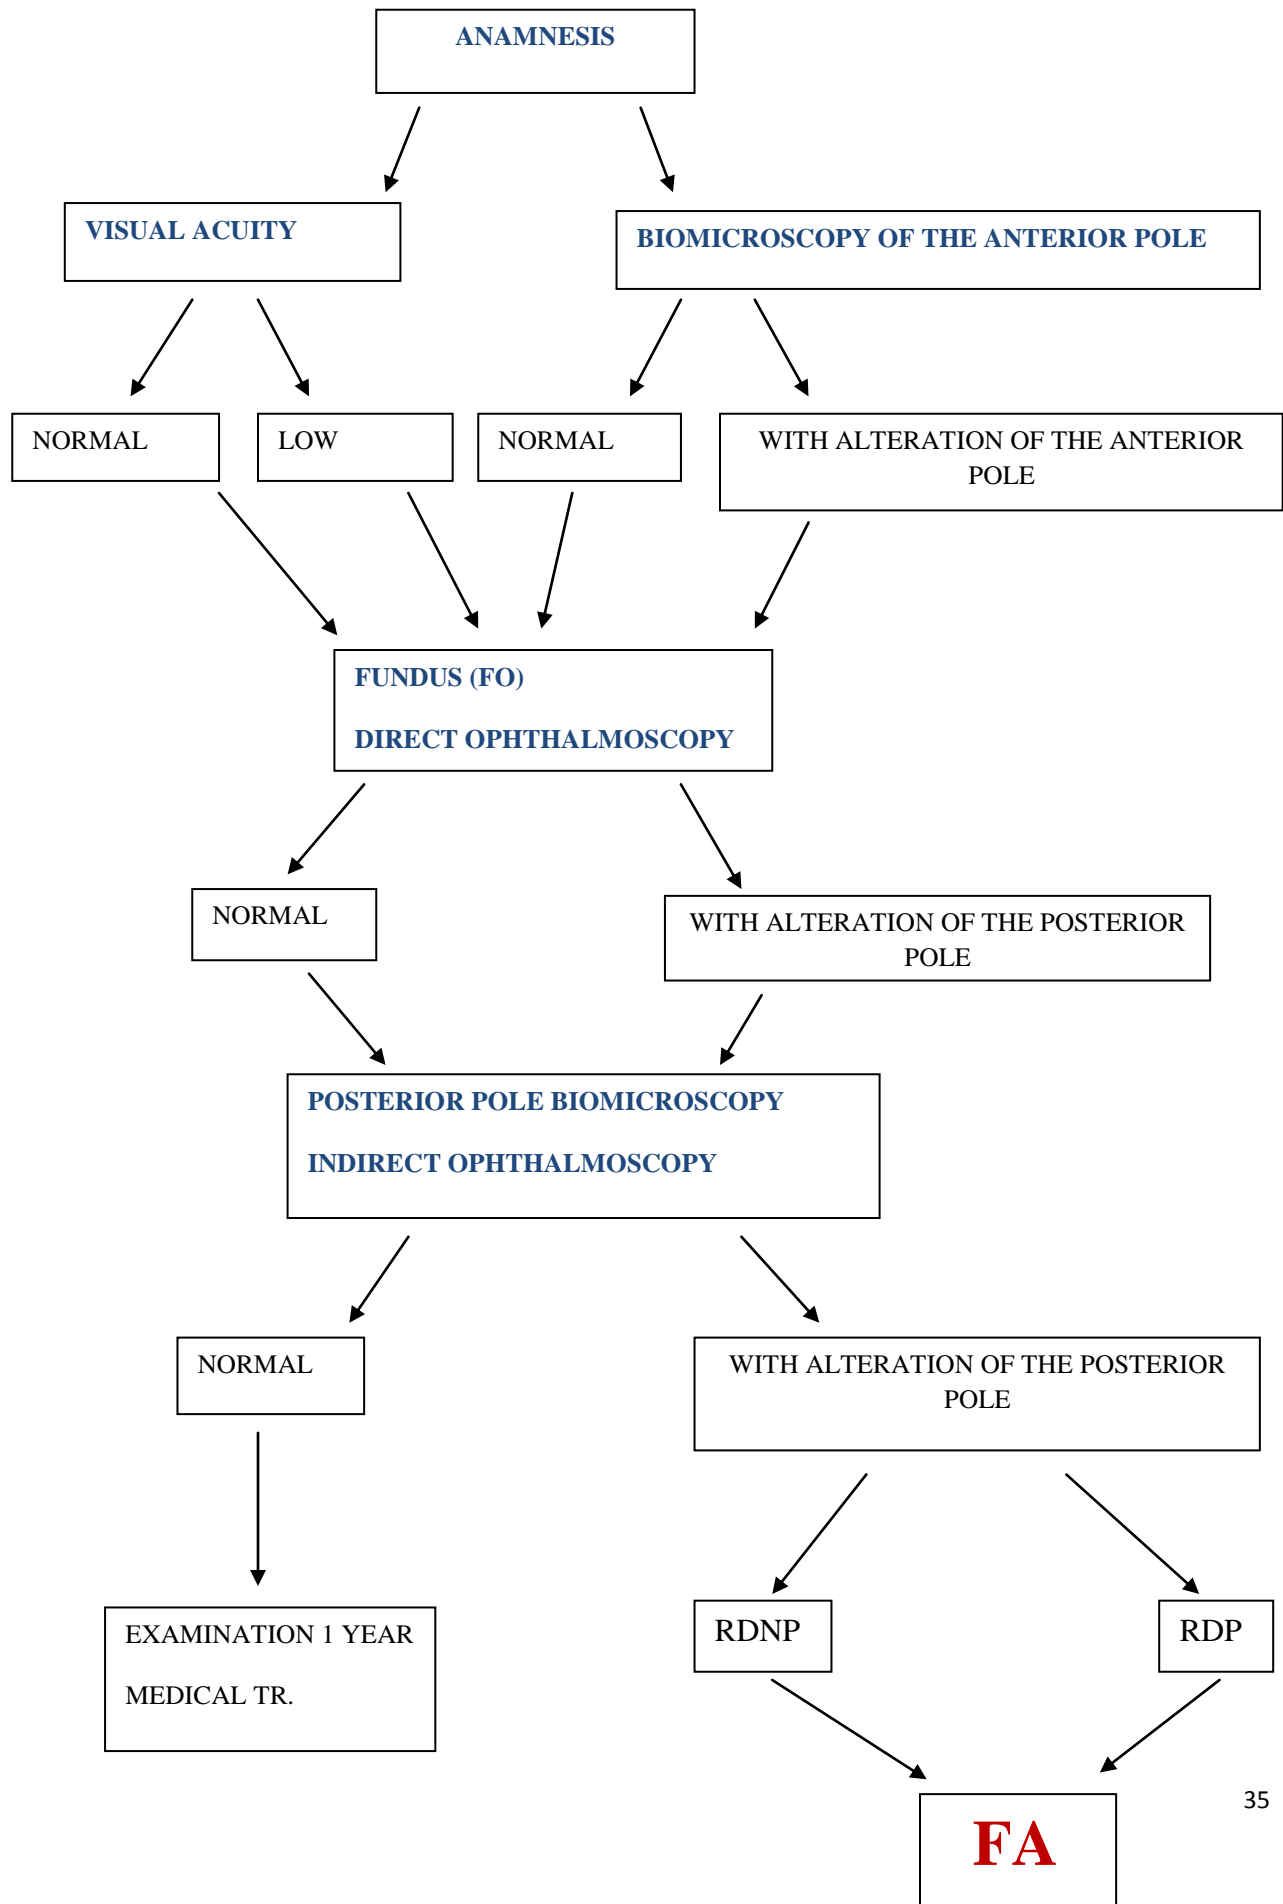 ANAMNESIS
VISUAL ACUITY
BIOMICROSCOPY OF THE ANTERIOR POLE
NORMAL
LOW
NORMAL
WITH ALTERATION OF THE ANTERIOR
POLE
FUNDUS (FO)
DIRECT OPHTHALMOSCOPY
NORMAL
WITH ALTERATION OF THE POSTERIOR
POLE
POSTERIOR POLE BIOMICROSCOPY
INDIRECT OPHTHALMOSCOPY
NORMAL
WITH ALTERATION OF THE POSTERIOR
POLE
EXAMINATION 1 YEAR
MEDICAL TR.
RDNP
RDP
35
FA